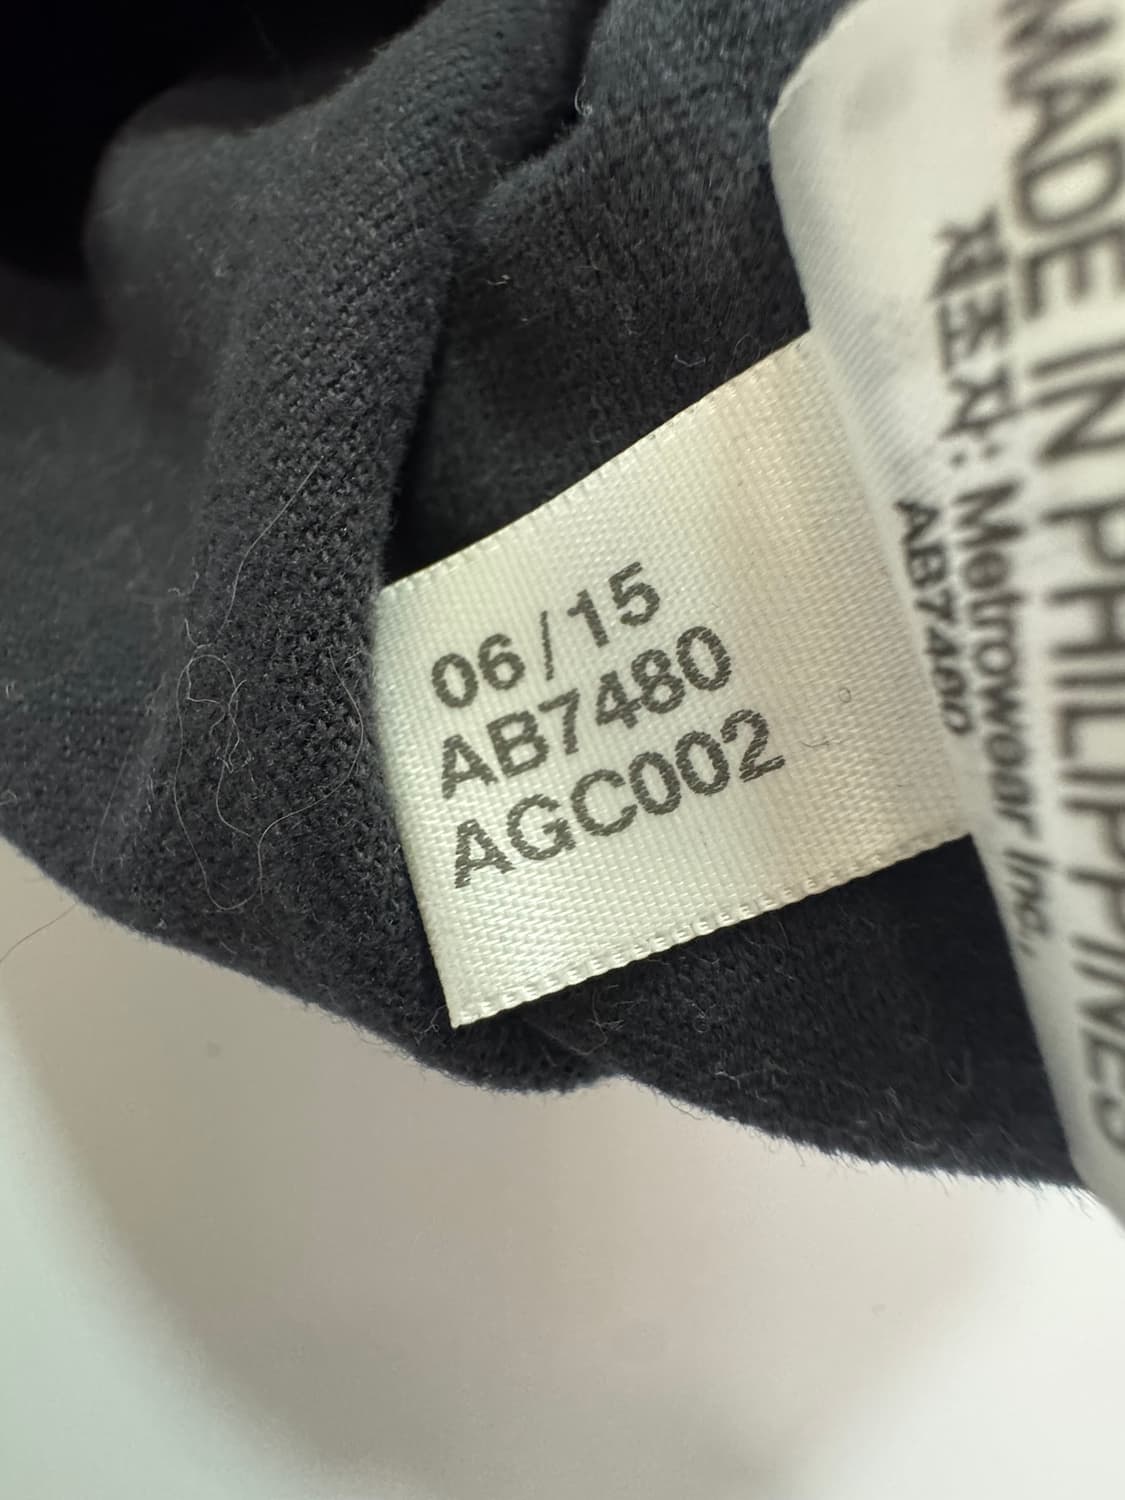 06/15
AB7480
AGC002
MADE IN PHILIPPINES
제조자: Metrowear Inc.,
AB7480